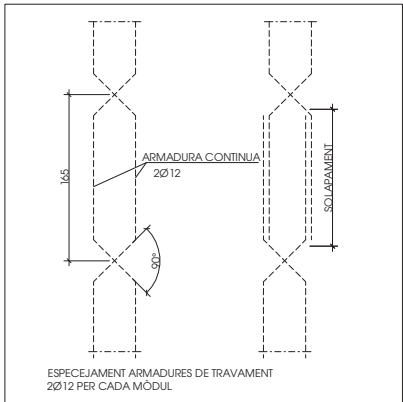 ARMADURA CONTINUA
2Ø12
165
90°
SOLAPAMENT
ESPECEJAMENT ARMADURES DE TRAVAMENT
2Ø12 PER CADA MÒDUL